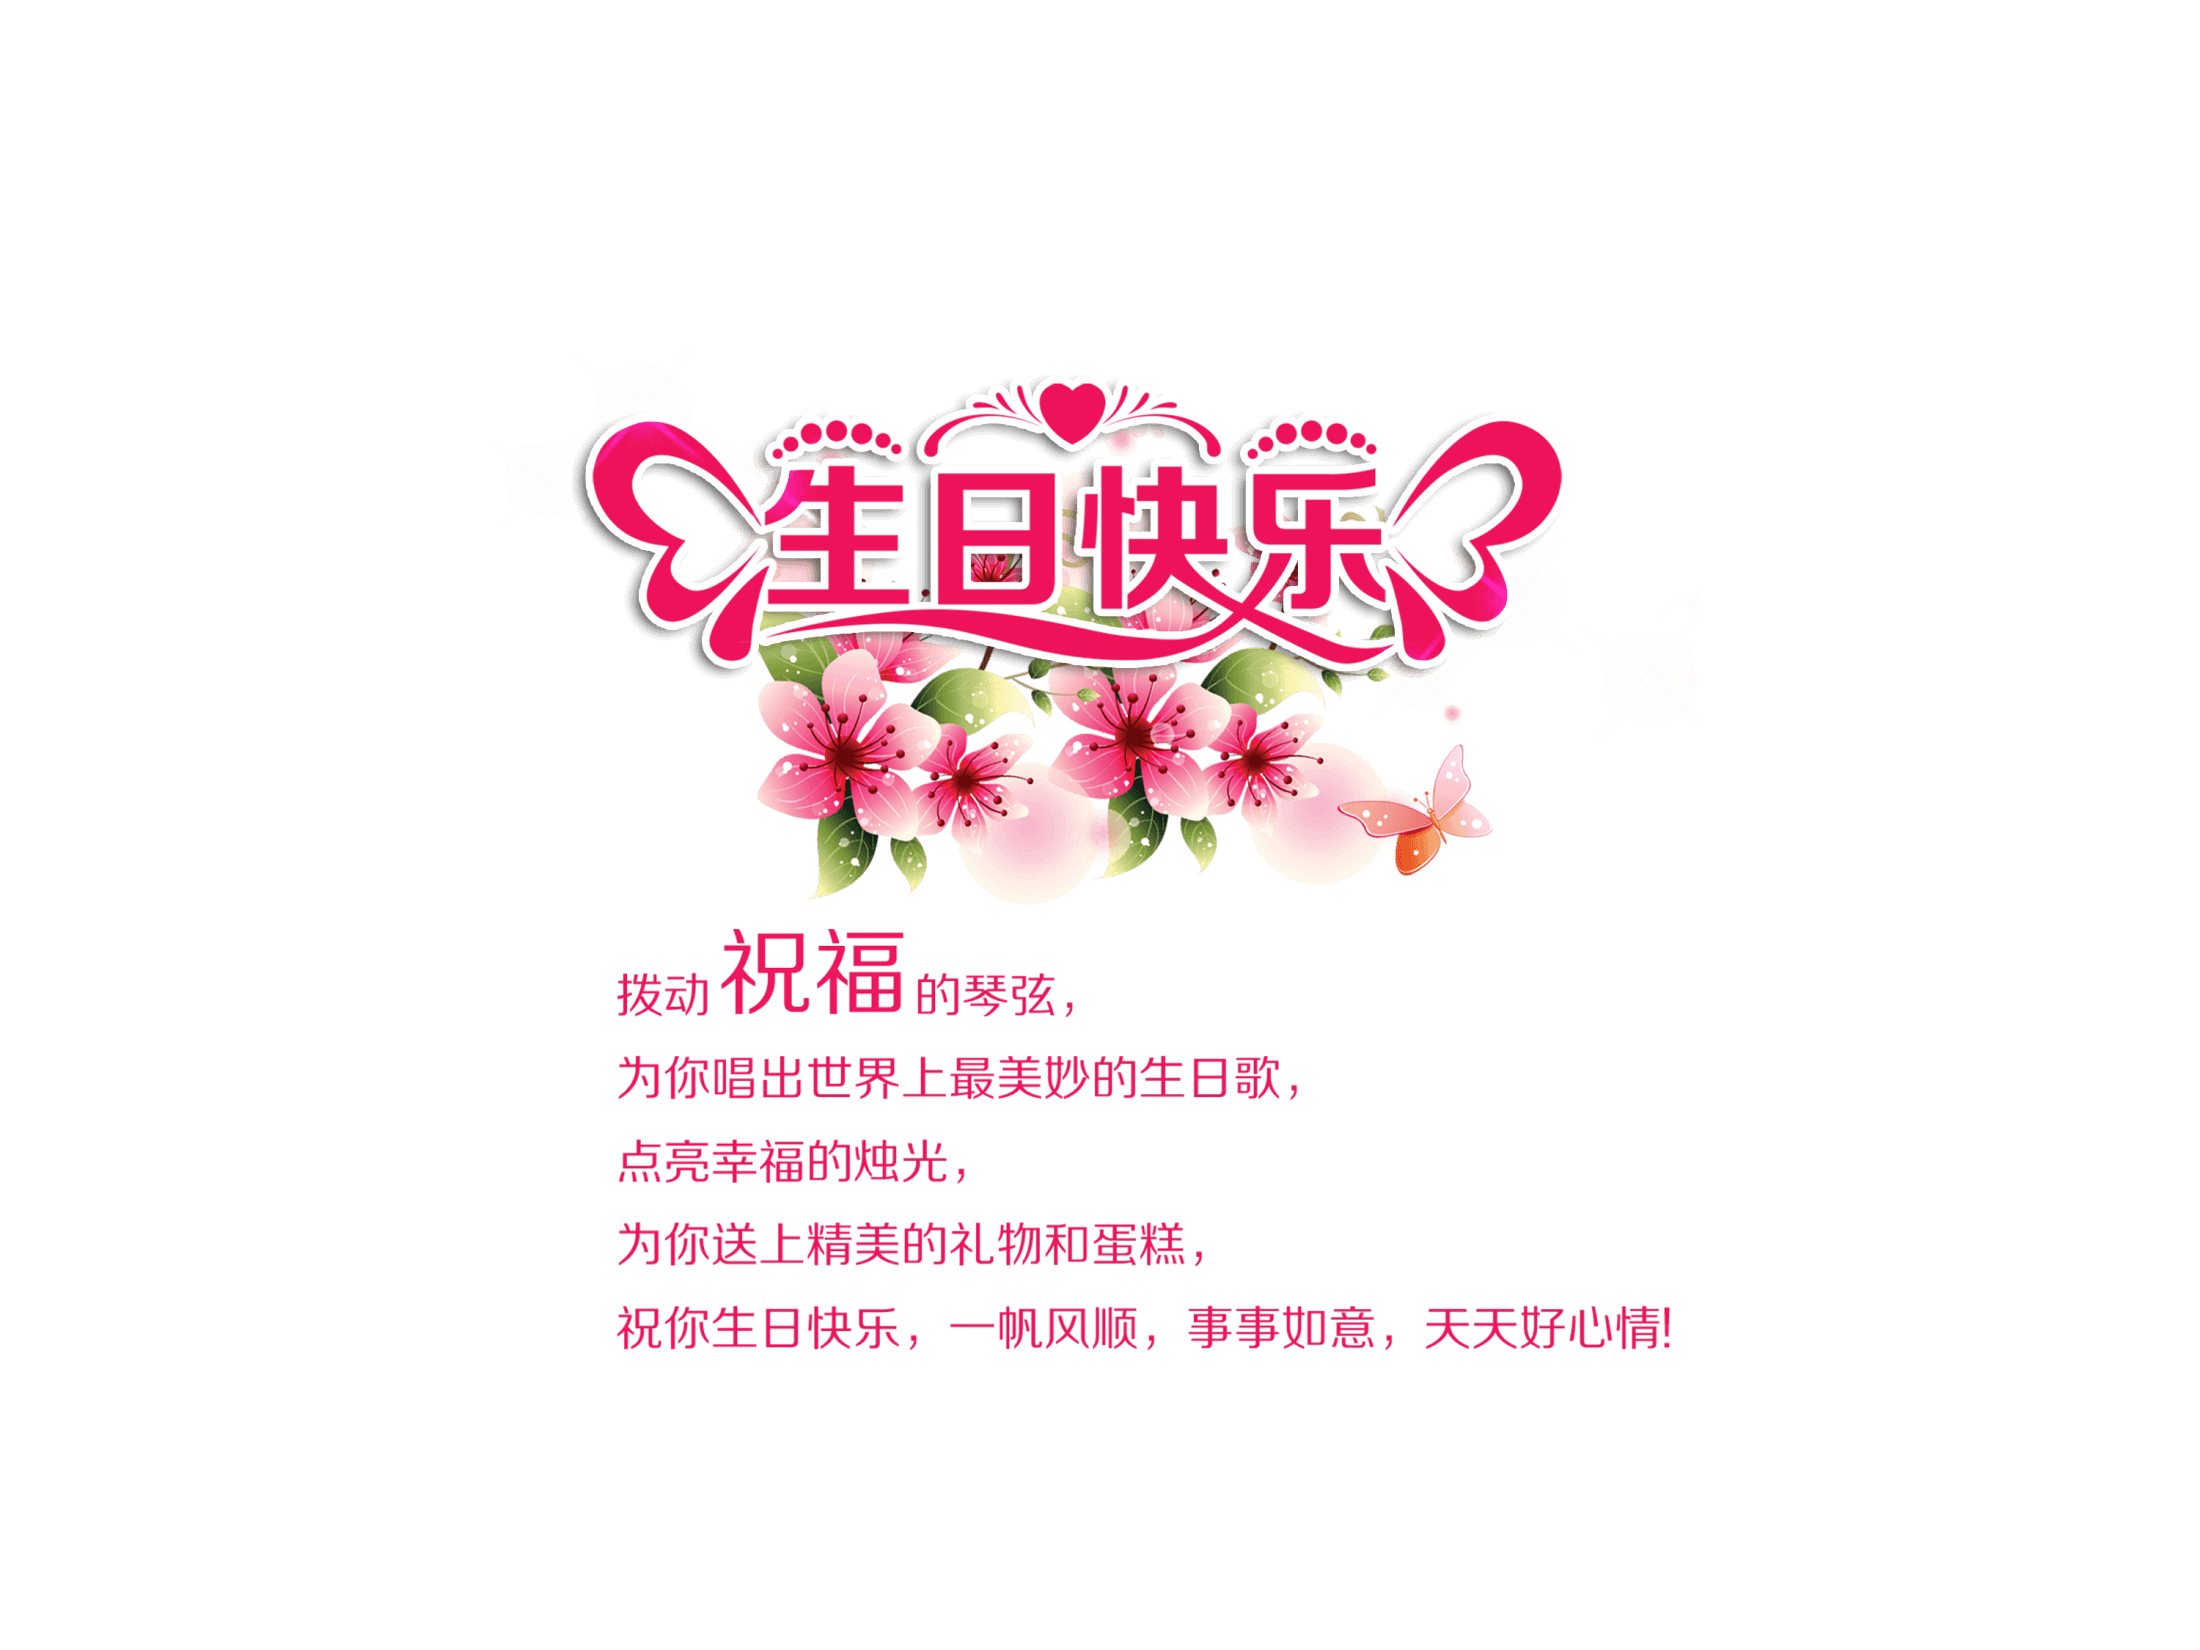 生日快乐
拨动祝福的琴弦，
为你唱出世界上最美妙的生日歌，
点亮幸福的烛光，
为你送上精美的礼物和蛋糕，
祝你生日快乐，一帆风顺，事事如意，天天好心情!